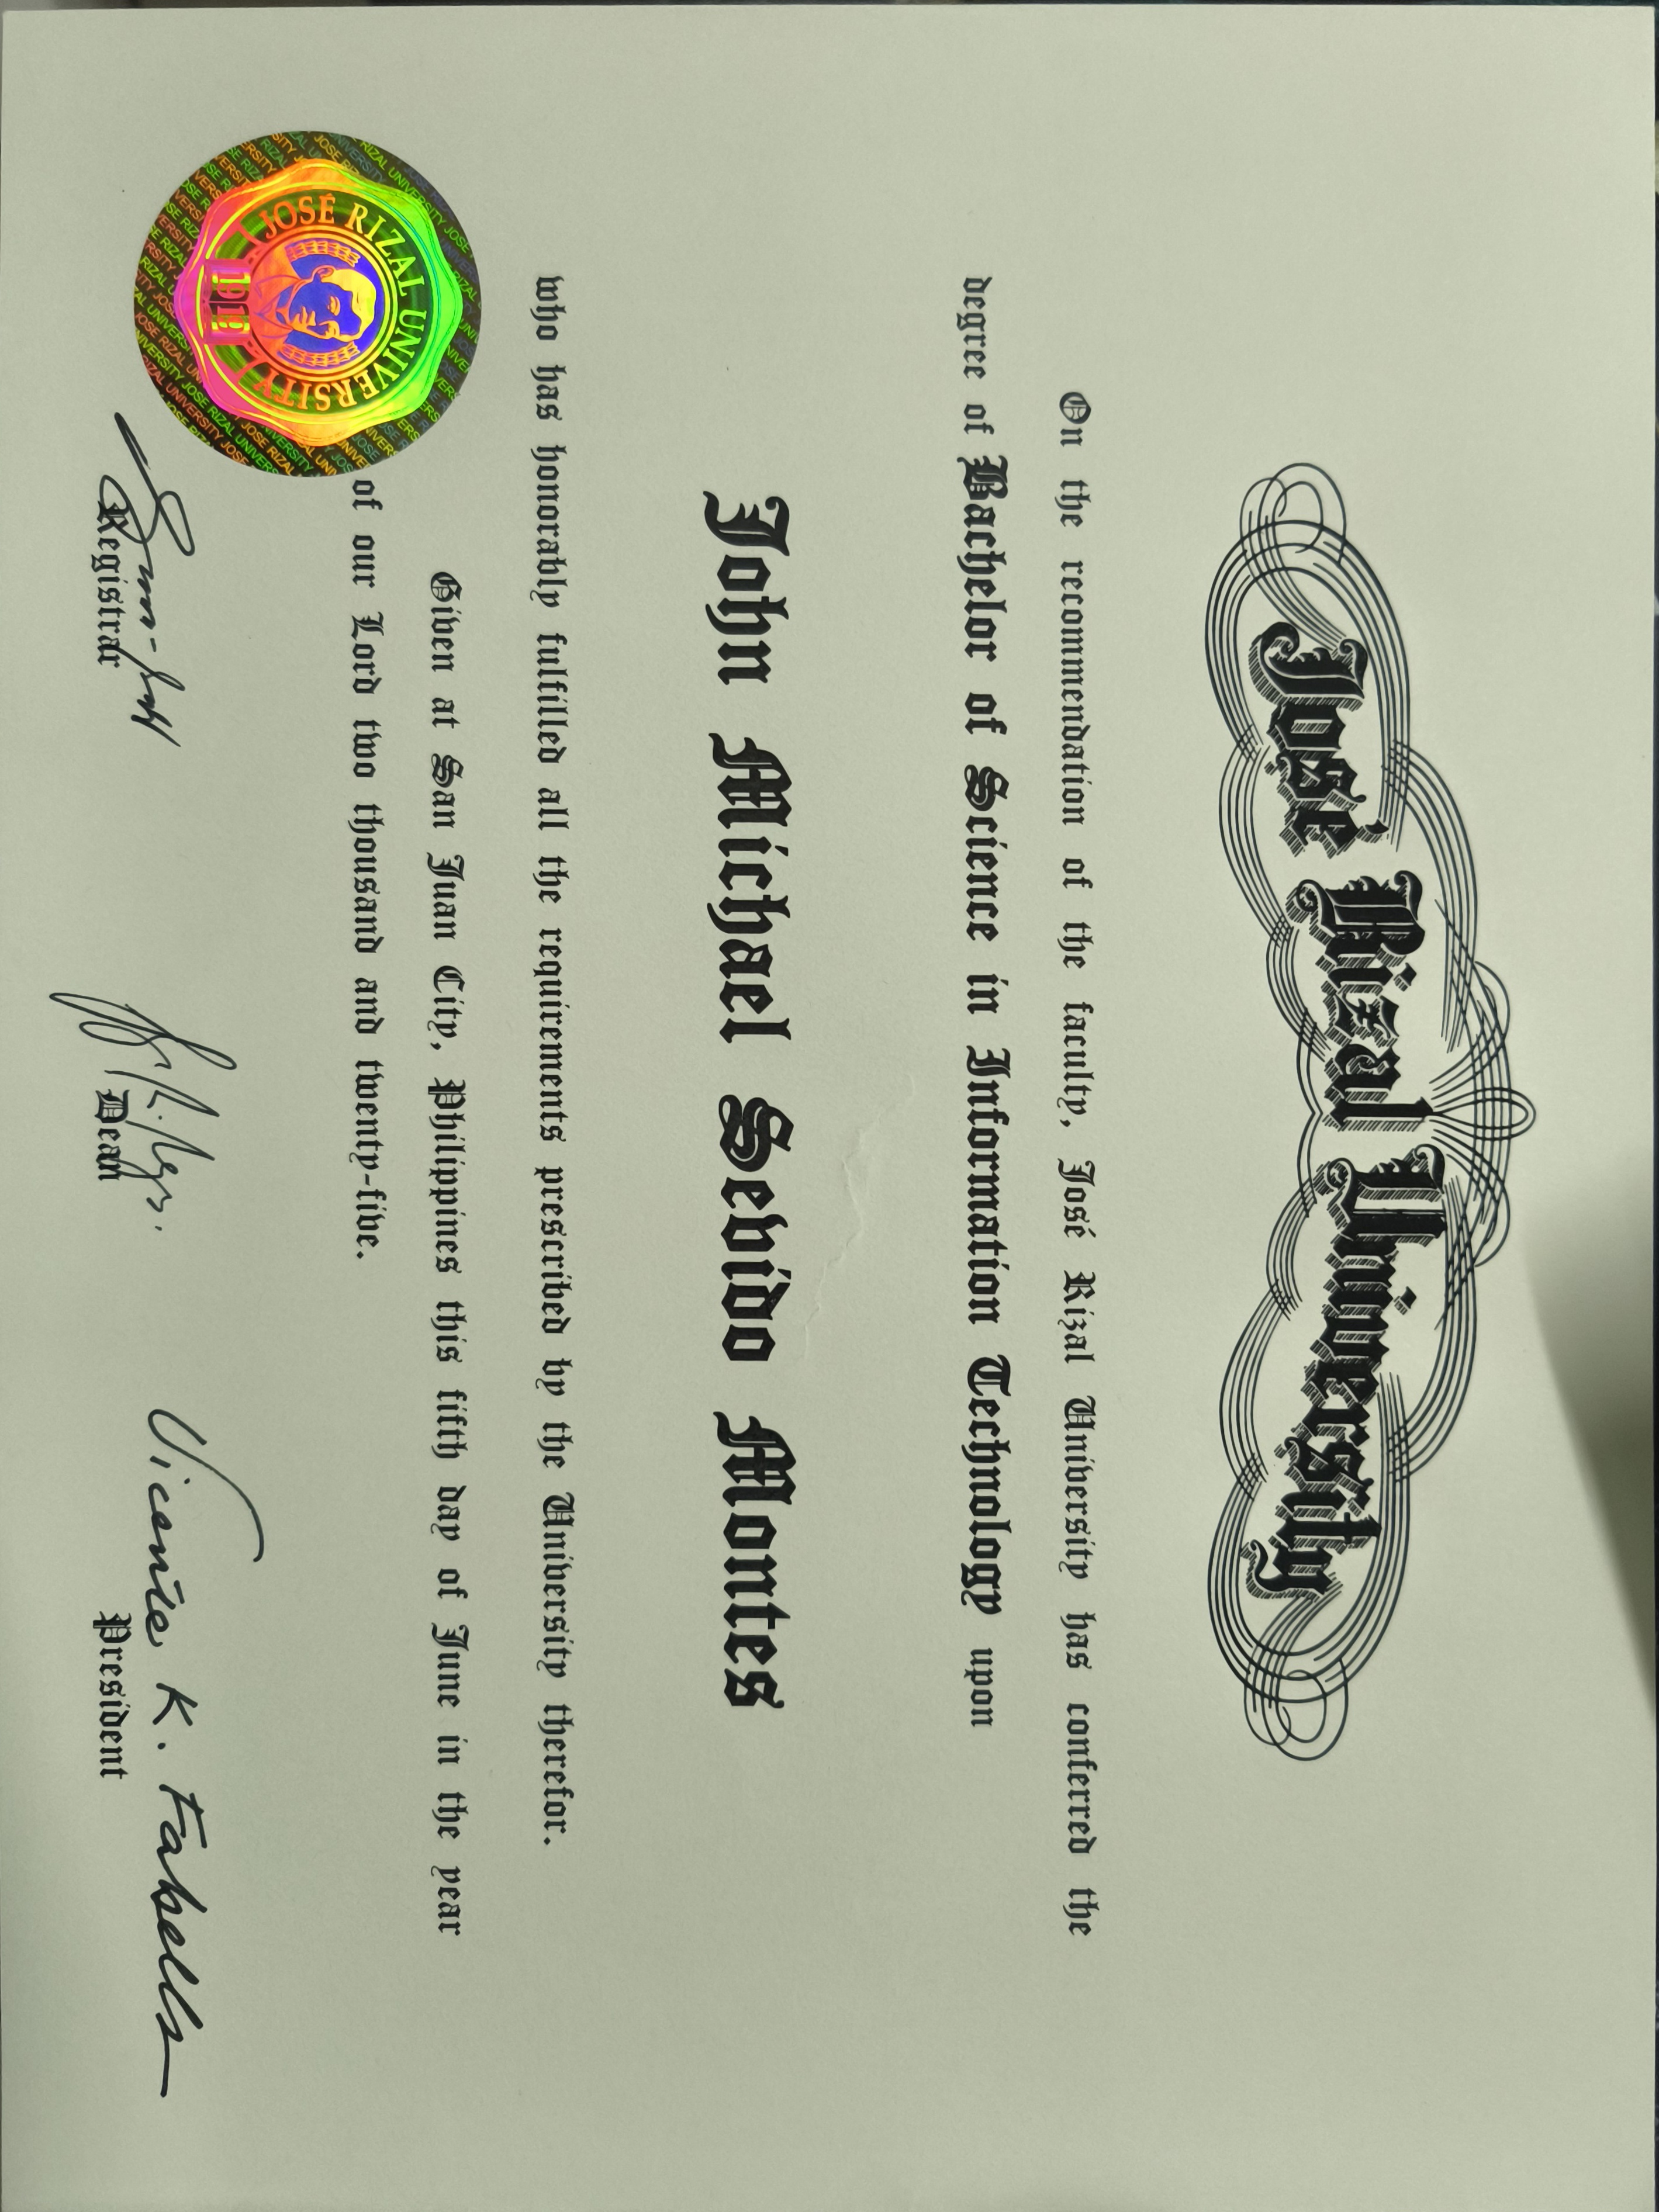 José Rizal University
On the recommendation of the faculty, José Rizal University has conferred the
degree of Bachelor of Science in Information Technology upon
John Michael Sevido Montes
who has honorably fulfilled all the requirements prescribed by the University therefor.
Given at San Juan City, Philippines this fifth day of June in the year
of our Lord two thousand and twenty-five.
JOSÉ RIZAL UNIVERSITY
1919
Vicente K. Fabella
Registrar
Dean
President